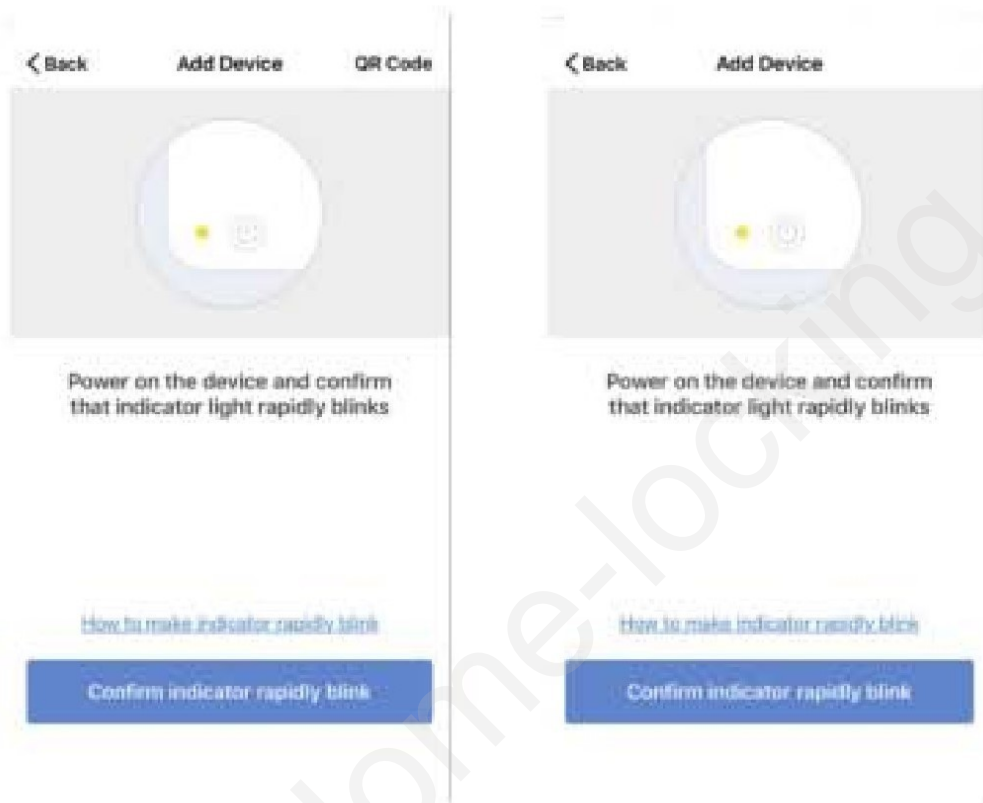 Back Add Device QR Code
Power on the device and confirm
that indicator light rapidly blinks
How to make indicator rapidly blink
Confirm indicator rapidly blink
Back Add Device
Power on the device and confirm
that indicator light rapidly blinks
How to make indicator rapidly blink
Confirm indicator rapidly blink
ome-locking